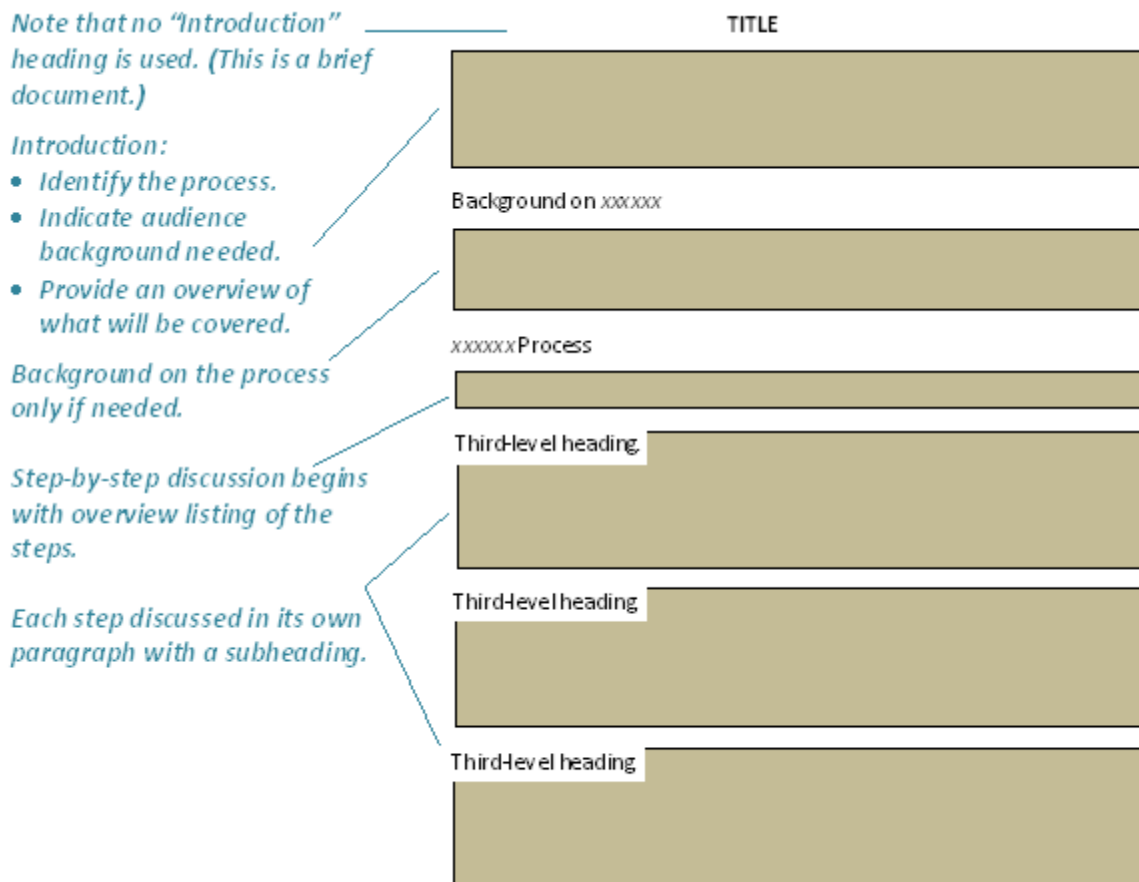 Note that no “Introduction”
heading is used. (This is a brief
document.)
Introduction:
• Identify the process.
• Indicate audience
background needed.
• Provide an overview of
what will be covered.
Background on the process
only if needed.
Step-by-step discussion begins
with overview listing of the
steps.
Each step discussed in its own
paragraph with a subheading.
TITLE
Background on xxxxxx
xxxxxx Process
Third-level heading.
Third-level heading
Third-level heading